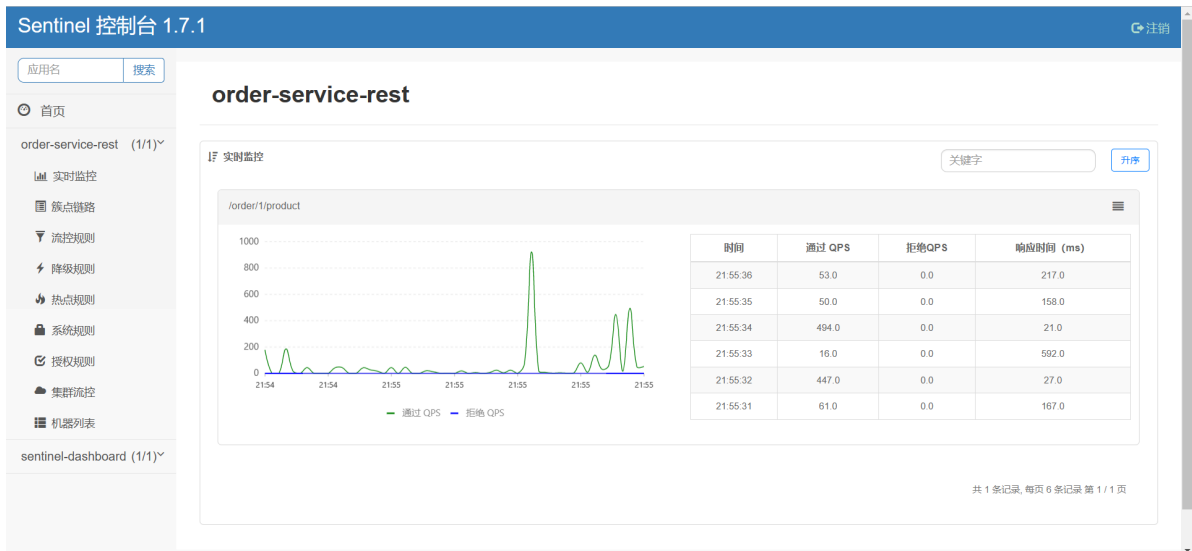 Sentinel 控制台 1.7.1
注销
应用名 搜索
首页
order-service-rest (1/1)
实时监控
簇点链路
流控规则
降级规则
热点规则
系统规则
授权规则
集群流控
机器列表
sentinel-dashboard (1/1)
order-service-rest
实时监控
关键字
升序
/order/1/product
1000
800
600
400
200
0
21:54 21:54 21:55 21:55 21:55 21:55 21:55
通过 QPS 拒绝 QPS
时间 通过 QPS 拒绝QPS 响应时间 (ms)
21:55:36 53.0 0.0 217.0
21:55:35 50.0 0.0 158.0
21:55:34 494.0 0.0 21.0
21:55:33 16.0 0.0 592.0
21:55:32 447.0 0.0 27.0
21:55:31 61.0 0.0 167.0
共 1 条记录, 每页 6 条记录 第 1 / 1 页